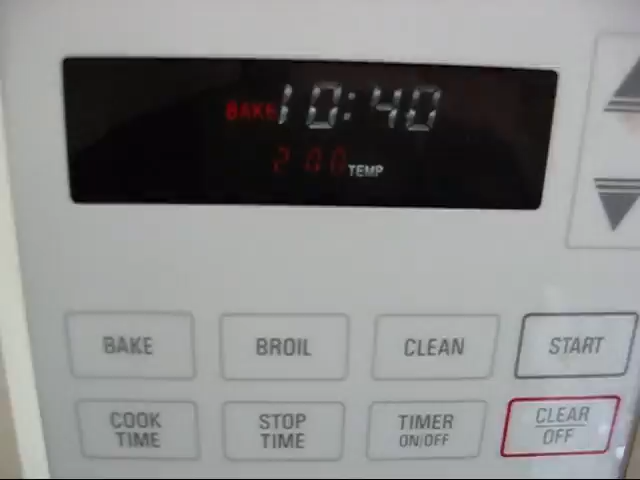 BAKE 10:40
200 TEMP
BAKE BROIL CLEAN START
COOK TIME
STOP TIME
TIMER ON/OFF
CLEAR OFF